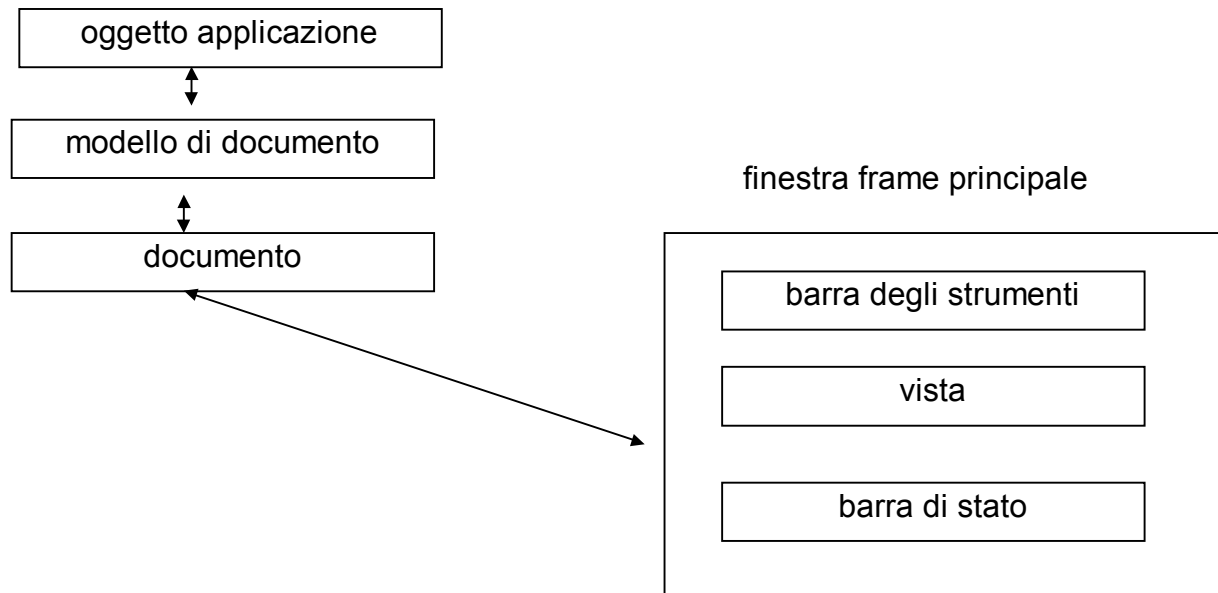 oggetto applicazione
modello di documento
documento
finestra frame principale
barra degli strumenti
vista
barra di stato